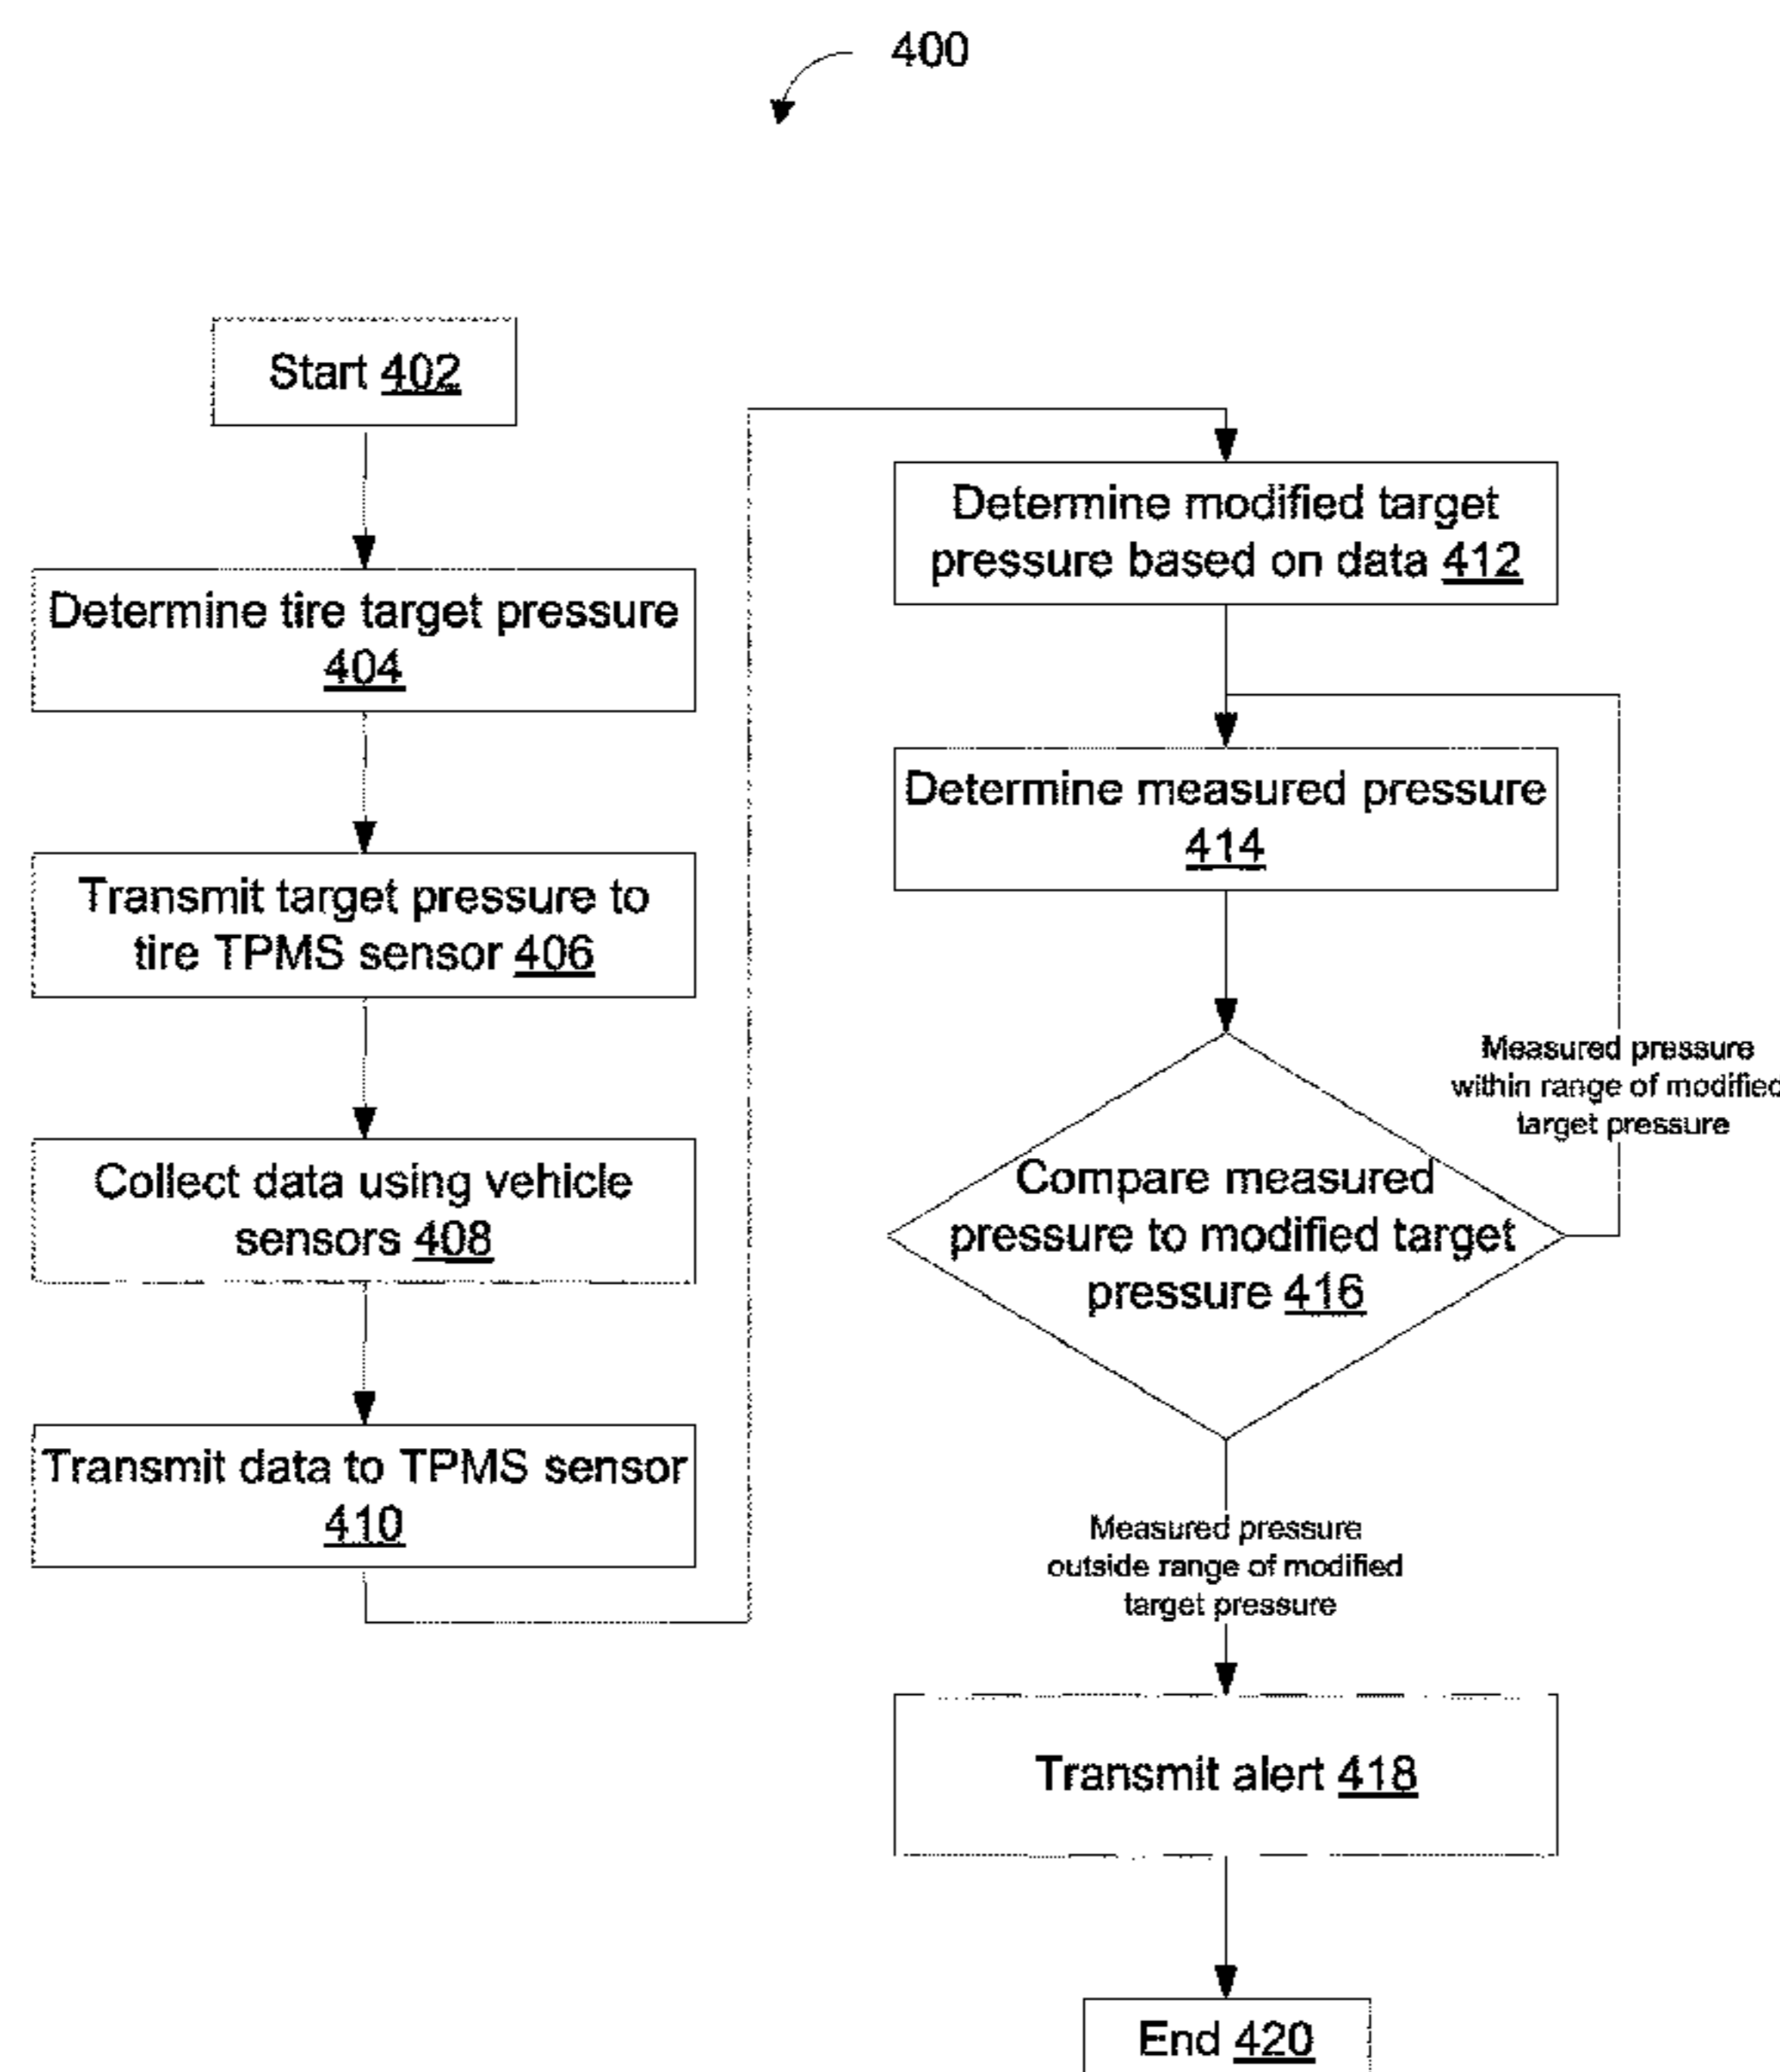 400
Start 402
Determine tire target pressure
404
Transmit target pressure to
tire TPMS sensor 406
Collect data using vehicle
sensors 408
Transmit data to TPMS sensor
410
Determine modified target
pressure based on data 412
Determine measured pressure
414
Measured pressure
within range of modified
target pressure
Compare measured
pressure to modified target
pressure 416
Measured pressure
outside range of modified
target pressure
Transmit alert 418
End 420